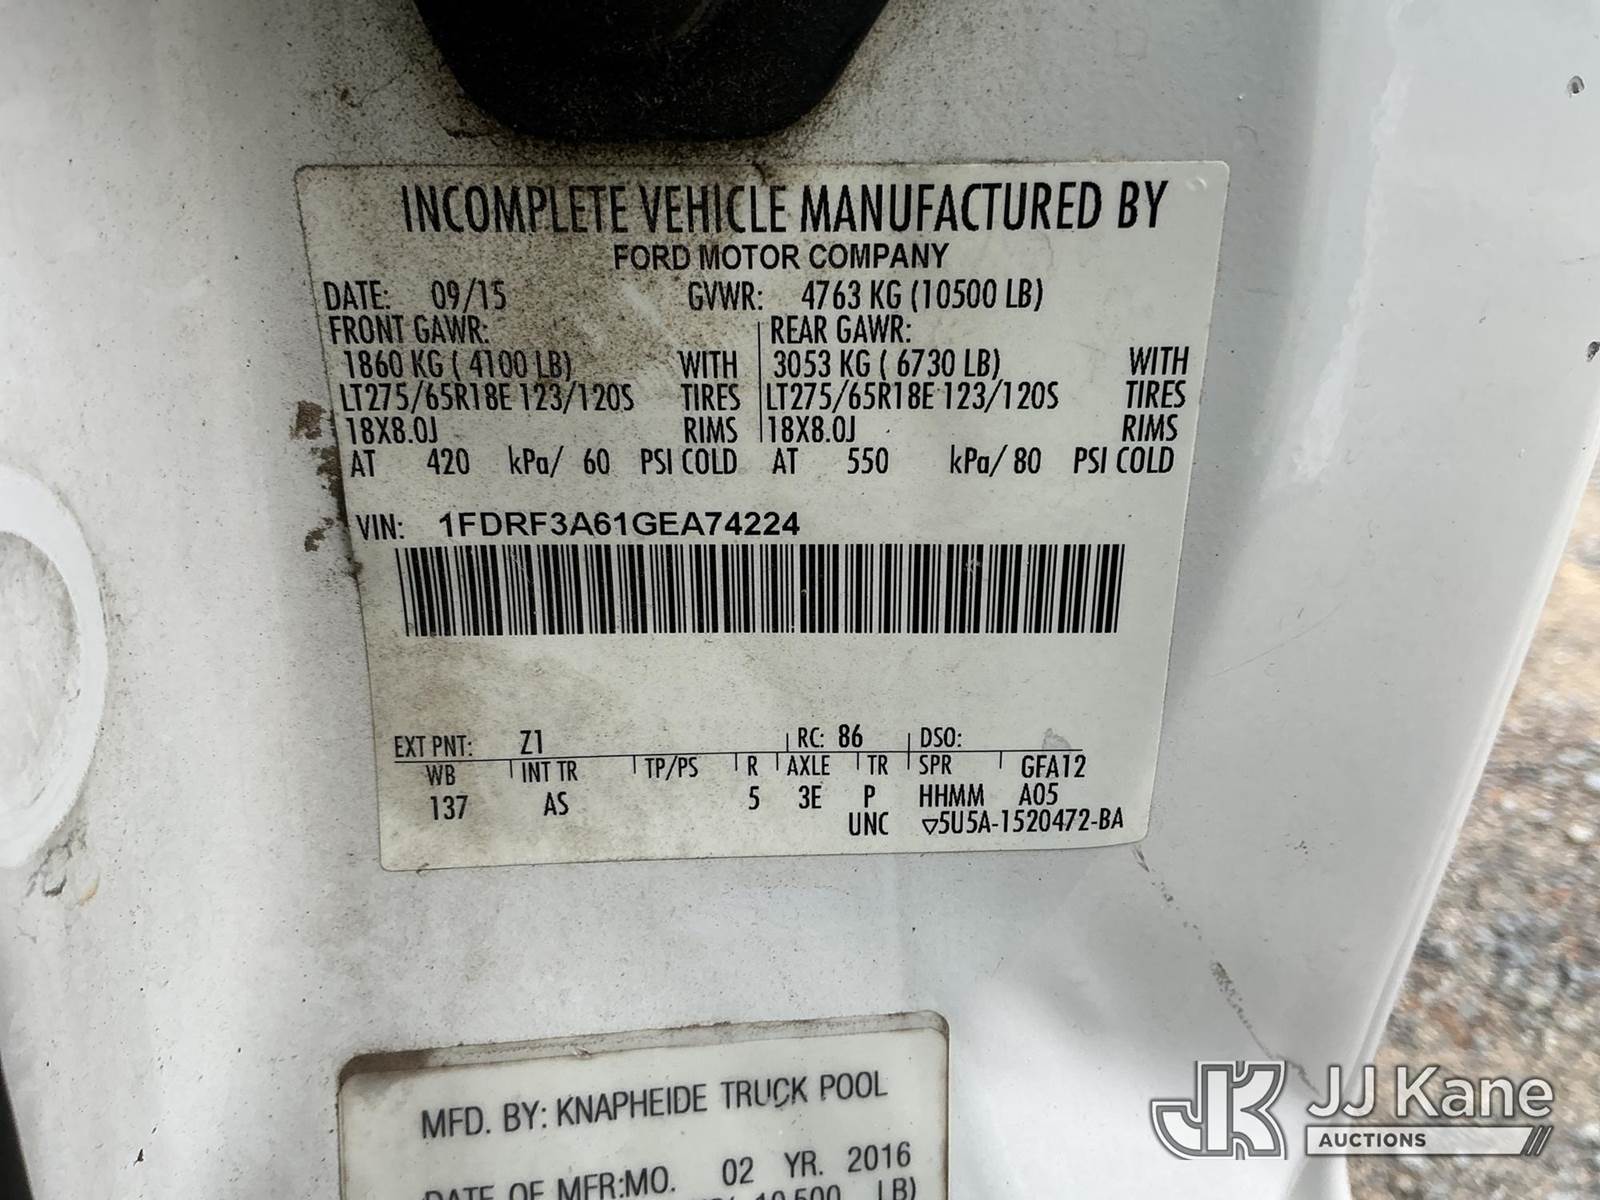 INCOMPLETE VEHICLE MANUFACTURED BY
FORD MOTOR COMPANY
DATE: 09/15 GVWR: 4763 KG (10500 LB)
FRONT GAWR: REAR GAWR:
1860 KG ( 4100 LB) WITH 3053 KG ( 6730 LB) WITH
LT275/65R18E 123/120S TIRES LT275/65R18E 123/120S TIRES
18X8.0J RIMS 18X8.0J RIMS
AT 420 kPa/ 60 PSI COLD AT 550 kPa/ 80 PSI COLD
VIN: 1FDRF3A61GEA74224
EXT PNT: Z1 RC: 86 DSO:
WB INT TR TP/PS R AXLE TR SPR GFA12
137 AS 5 3E P HHMM A05
UNC ▽5U5A-1520472-BA
MFD. BY: KNAPHEIDE TRUCK POOL
DATE OF MFR:MO. 02 YR. 2016
10,500 LB)
JJ Kane
AUCTIONS